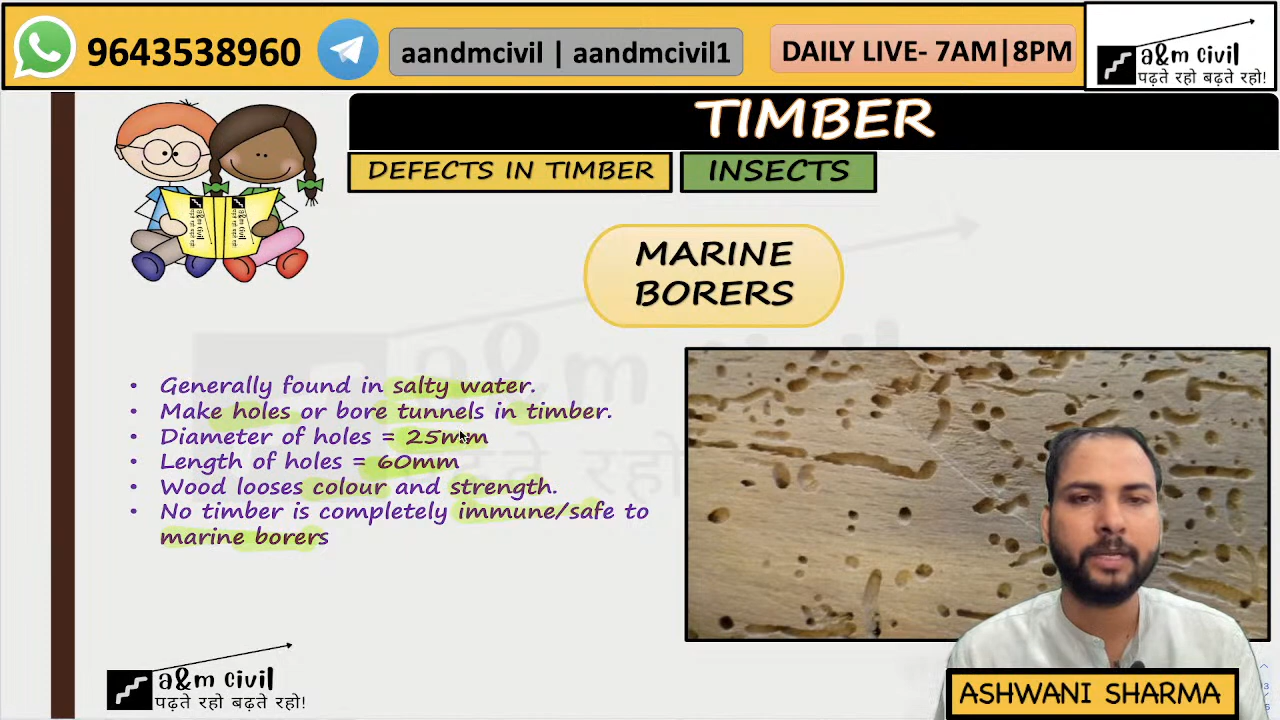 9643538960
aandmcivil | aandmcivil1
DAILY LIVE- 7AM|8PM
a&m civil
पढ़ते रहो बढ़ते रहो!
TIMBER
DEFECTS IN TIMBER
INSECTS
MARINE
BORERS
• Generally found in salty water.
• Make holes or bore tunnels in timber.
• Diameter of holes = 25mm
• Length of holes = 60mm
• Wood looses colour and strength.
• No timber is completely immune/safe to
marine borers
a&m civil
पढ़ते रहो बढ़ते रहो!
ASHWANI SHARMA